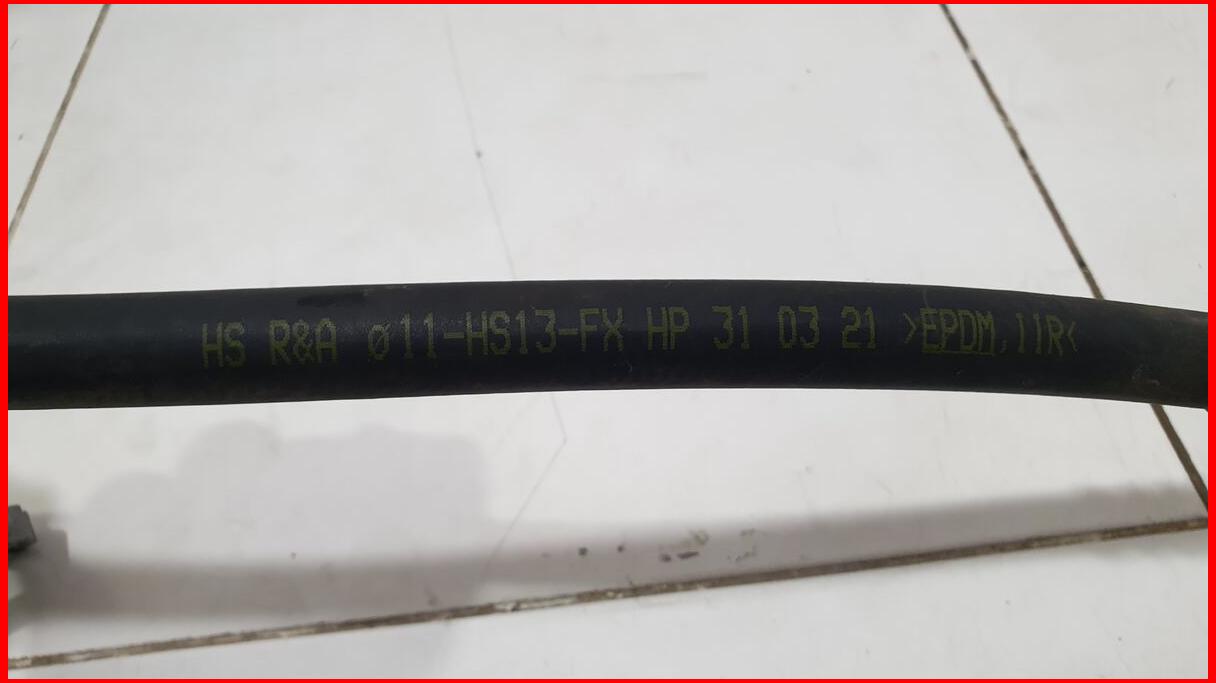 HS R&A Ø11-HS13-FX HP 31 03 21 >EPDM,IIR<